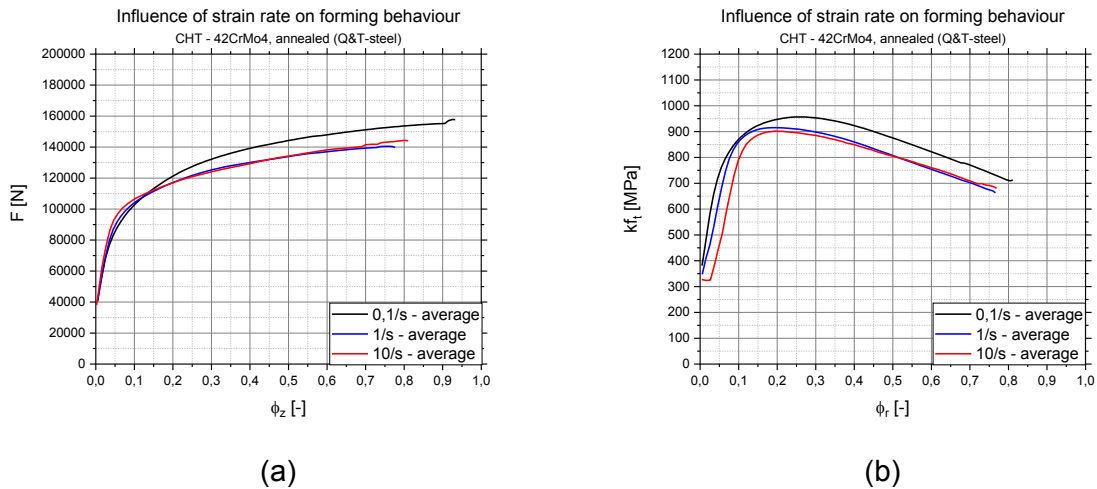 Influence of strain rate on forming behaviour
CHT - 42CrMo4, annealed (Q&T-steel)
200000
180000
160000
140000
120000
100000
80000
60000
40000
20000
0
F [N]
0,0 0,1 0,2 0,3 0,4 0,5 0,6 0,7 0,8 0,9 1,0
ϕz [-]
0,1/s - average
1/s - average
10/s - average
(a)
Influence of strain rate on forming behaviour
CHT - 42CrMo4, annealed (Q&T-steel)
1200
1100
1000
900
800
700
600
500
400
300
200
100
0
kft [MPa]
0,0 0,1 0,2 0,3 0,4 0,5 0,6 0,7 0,8 0,9 1,0
ϕr [-]
0,1/s - average
1/s - average
10/s - average
(b)